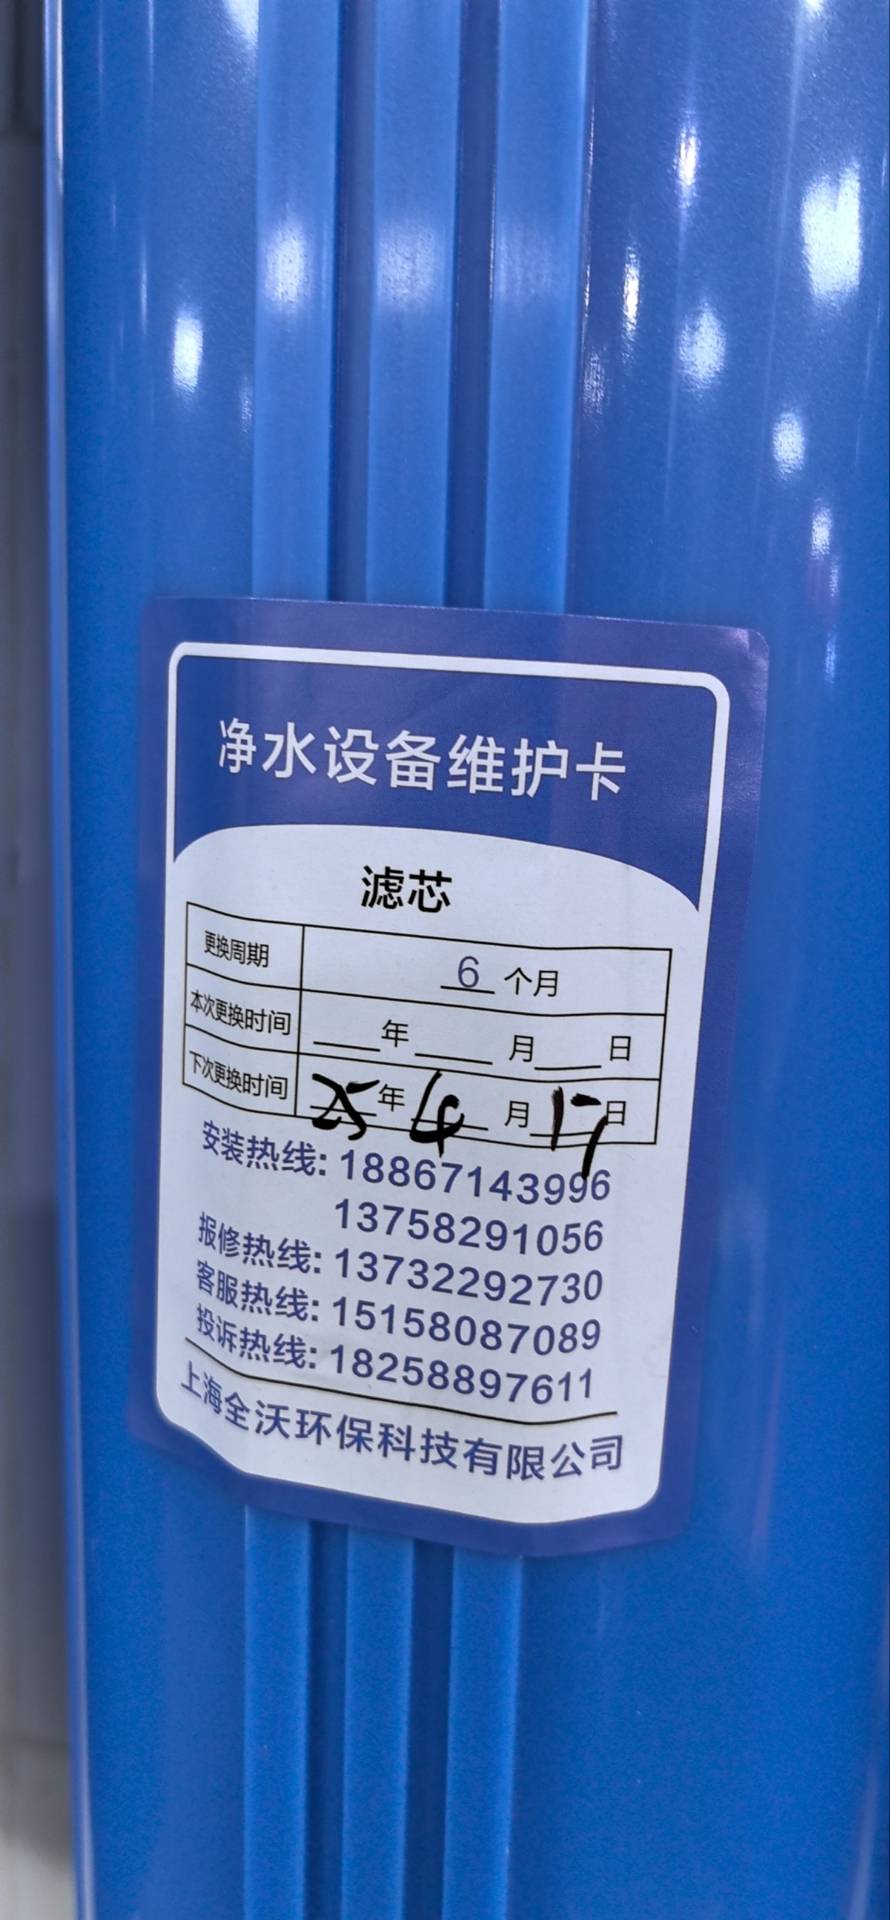 净水设备维护卡
滤芯
更换周期 6 个月
本次更换时间 年 月 日
下次更换时间 年 月 日
安装热线: 18867143996
13758291056
报修热线: 13732292730
客服热线: 15158087089
投诉热线: 18258897611
上海全沃环保科技有限公司